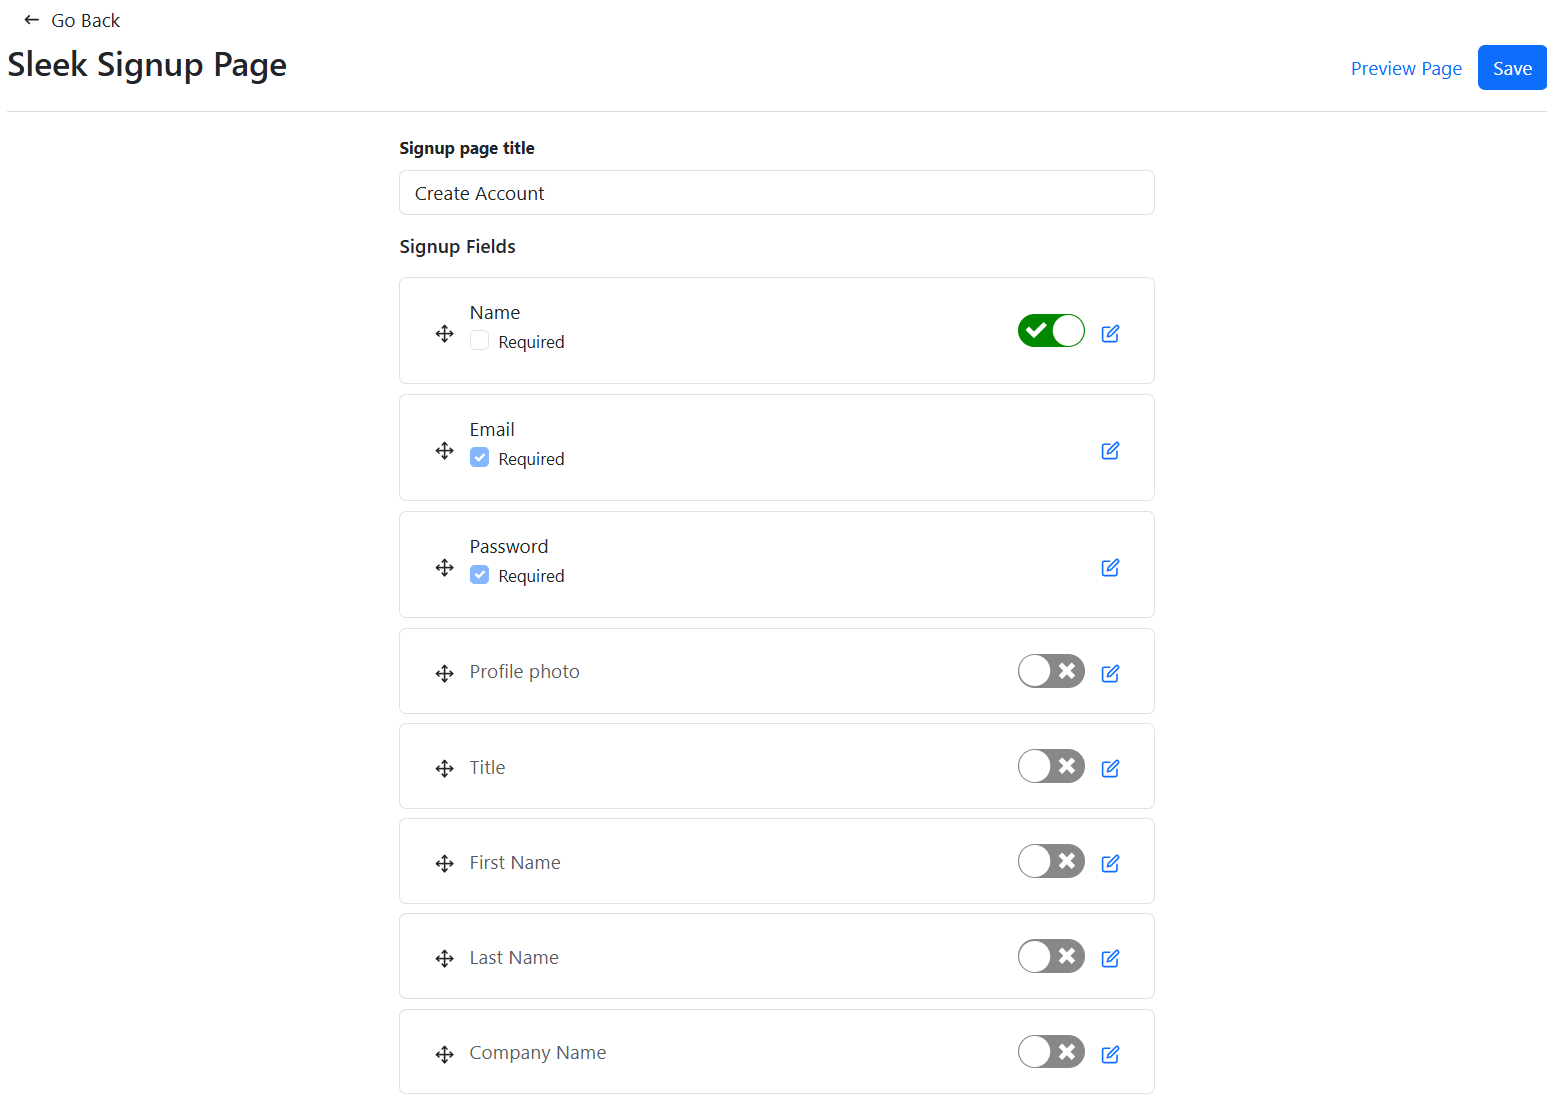 Go Back
Sleek Signup Page
Preview Page
Save
Signup page title
Create Account
Signup Fields
Name
Required
Email
Required
Password
Required
Profile photo
Title
First Name
Last Name
Company Name